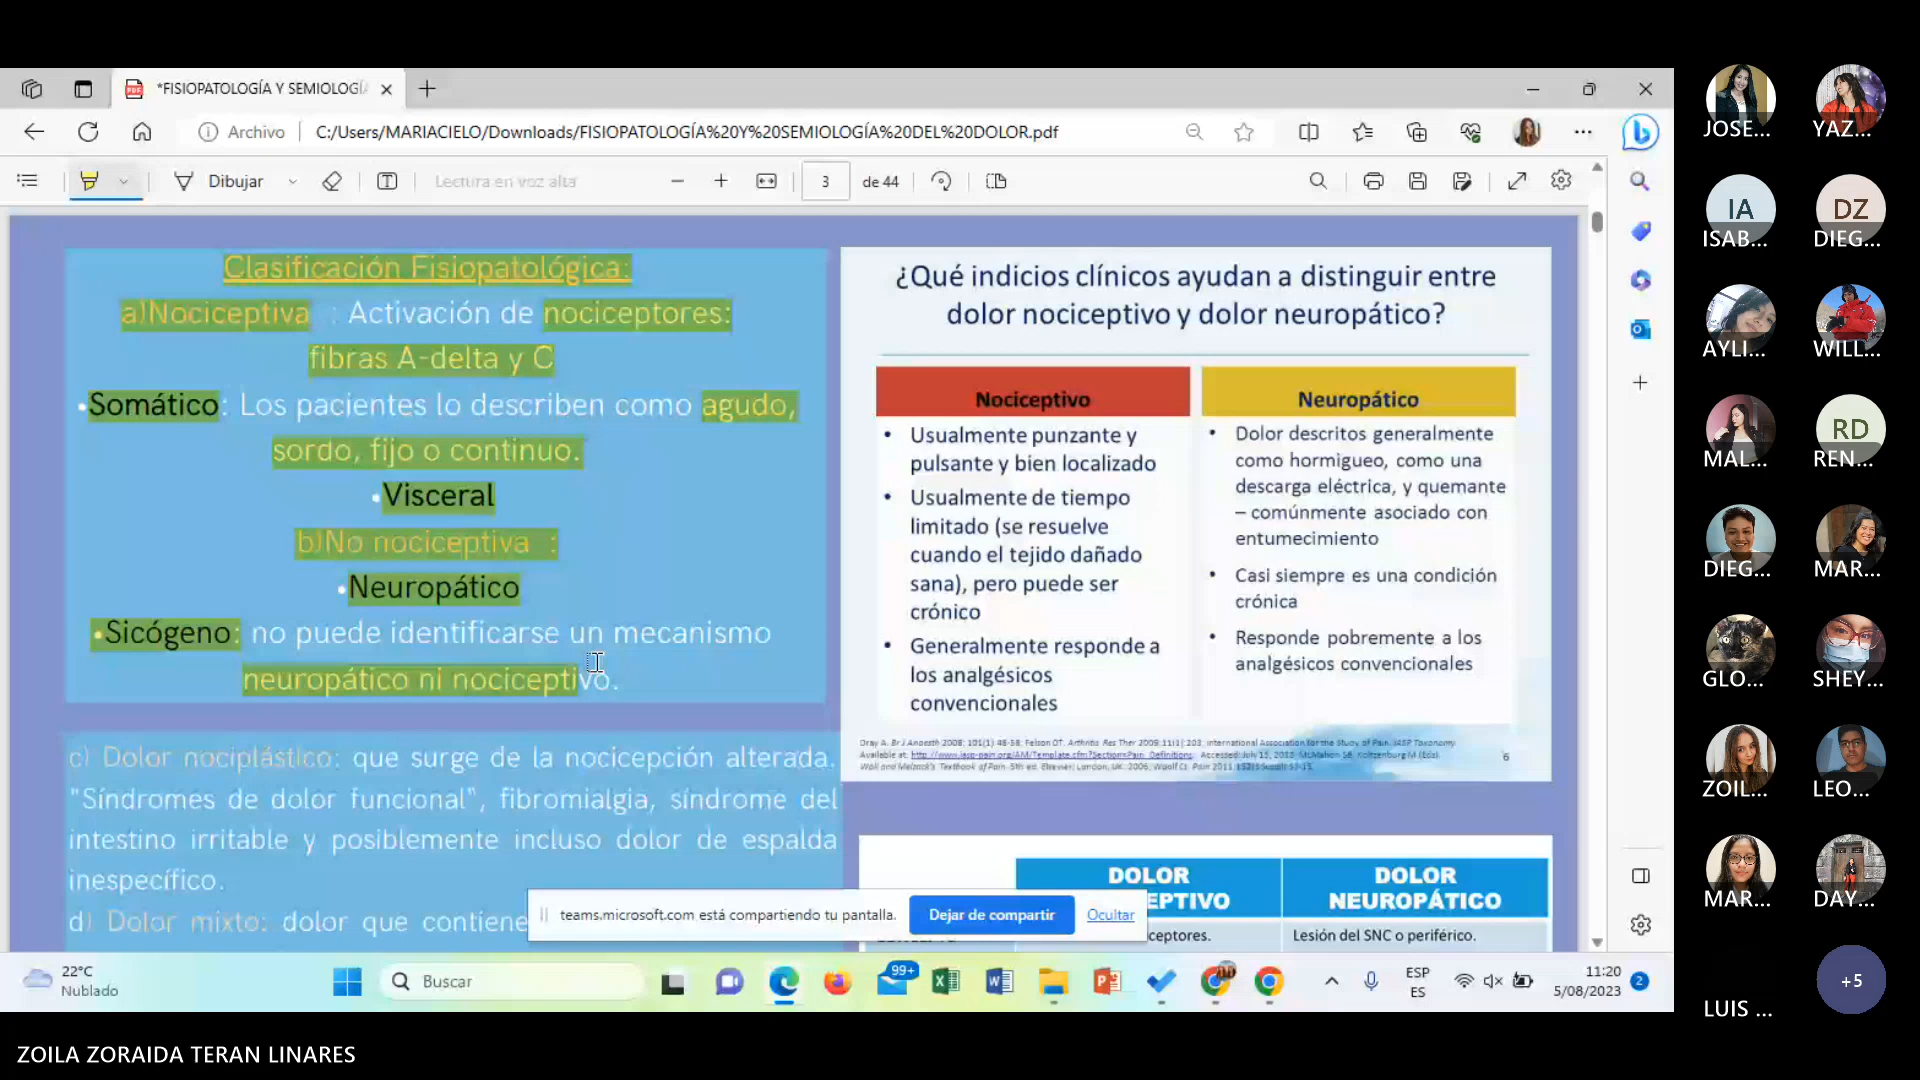 *FISIOPATOLOGÍA Y SEMIOLOGÍA
Archivo
C:/Users/MARIACIELO/Downloads/FISIOPATOLOGÍA%20Y%20SEMIOLOGÍA%20DEL%20DOLOR.pdf
Dibujar
Lectura en voz alta
3 de 44
Clasificación Fisiopatológica:
a)Nociceptiva : Activación de nociceptores:
fibras A-delta y C
•Somático: Los pacientes lo describen como agudo,
sordo, fijo o continuo.
•Visceral
b)No nociceptiva :
•Neuropático
•Sicógeno: no puede identificarse un mecanismo
neuropático ni nociceptivo.
c) Dolor nociplástico: que surge de la nocicepción alterada.
"Síndromes de dolor funcional", fibromialgia, síndrome del
intestino irritable y posiblemente incluso dolor de espalda
inespecífico.
d) Dolor mixto: dolor que contiene
¿Qué indicios clínicos ayudan a distinguir entre
dolor nociceptivo y dolor neuropático?
Nociceptivo
• Usualmente punzante y
pulsante y bien localizado
• Usualmente de tiempo
limitado (se resuelve
cuando el tejido dañado
sana), pero puede ser
crónico
• Generalmente responde a
los analgésicos
convencionales
Neuropático
• Dolor descritos generalmente
como hormigueo, como una
descarga eléctrica, y quemante
– comúnmente asociado con
entumecimiento
• Casi siempre es una condición
crónica
• Responde pobremente a los
analgésicos convencionales
6
DOLOR
EPTIVO
DOLOR
NEUROPÁTICO
ceptores.
Lesión del SNC o periférico.
teams.microsoft.com está compartiendo tu pantalla.
Dejar de compartir
Ocultar
22°C
Nublado
Buscar
99+
ESP
ES
11:20
5/08/2023
2
JOSE...
YAZ...
IA
ISAB...
DZ
DIEG...
AYLI...
WILL...
MAL...
RD
REN...
DIEG...
MAR...
GLO...
SHEY...
ZOIL...
LEO...
MAR...
DAY...
LUIS ...
+5
ZOILA ZORAIDA TERAN LINARES